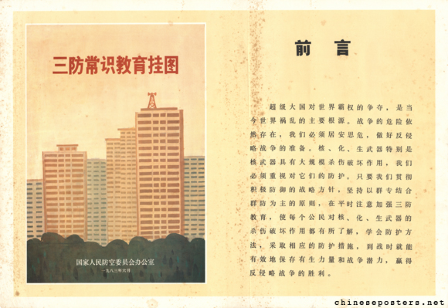 三防常识教育挂图
国家人民防空委员会办公室
前言
超级大国对世界霸权的争夺，是当
今世界祸乱的主要根源。战争的危险依
然存在，我们必须居安思危，做好反侵
略战争的准备。核、化、生武器特别是
核武器具有大规模杀伤破坏作用，我们
必须重视对它们的防护。只要我们贯彻
积极防御的战略方针，坚持以群专结合
群防为主的原则，在平时注意加强三防
教育，使每个公民对核、化、生武器的
杀伤破坏作用都有所了解，学会防护方
法，采取相应的防护措施，到战时就能
有效地保存有生力量和战争潜力，赢得
反侵略战争的胜利。
chineseposters.net